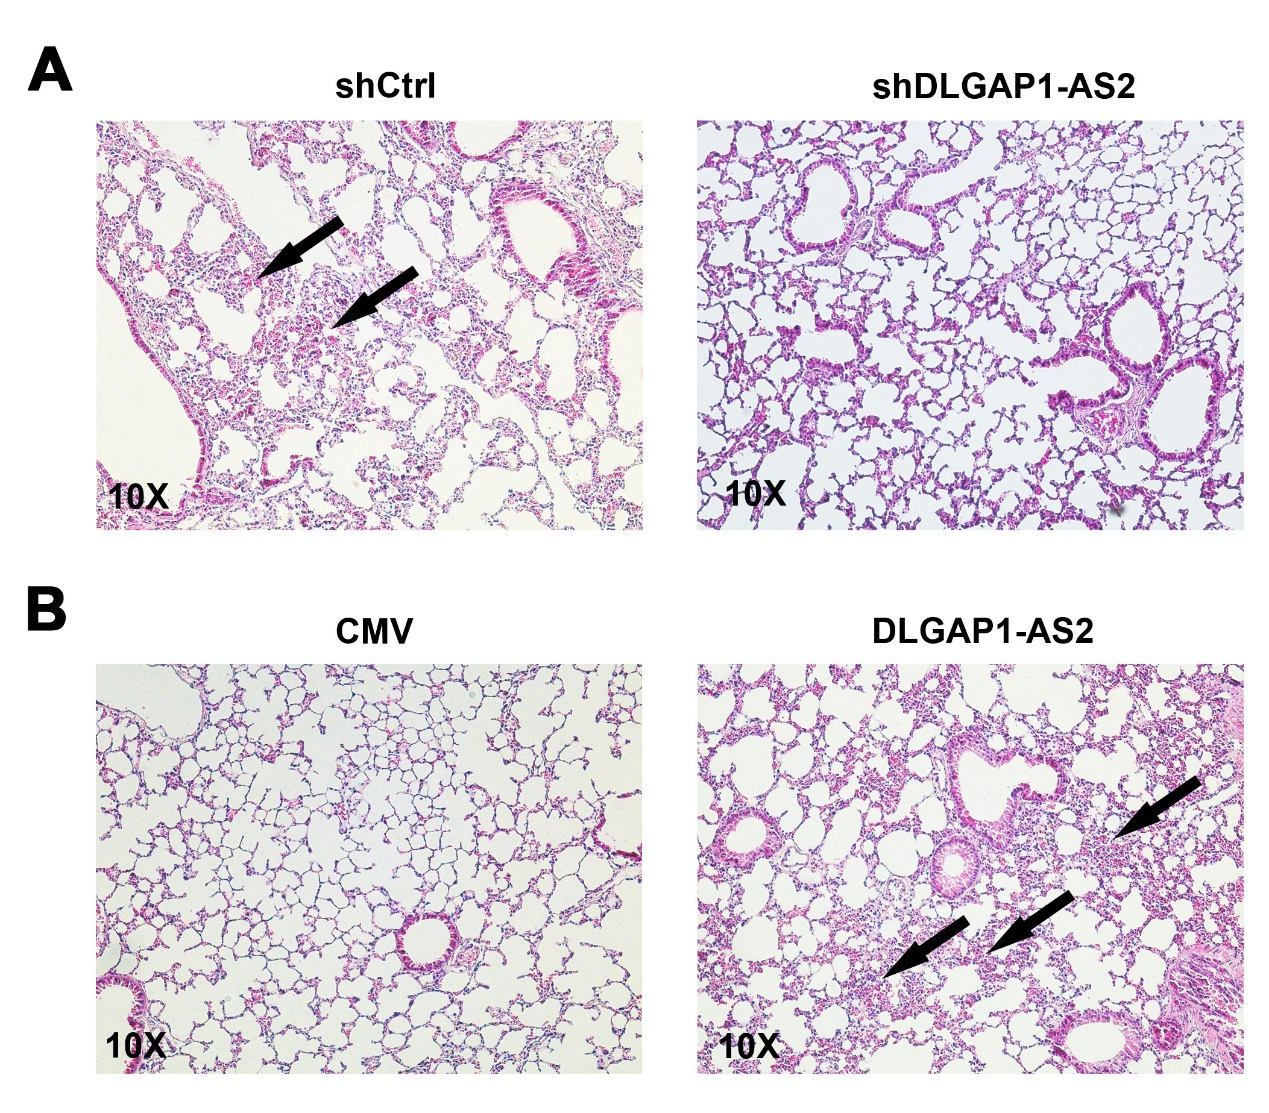 A
shCtrl
shDLGAP1-AS2
10X
10X
B
CMV
DLGAP1-AS2
10X
10X